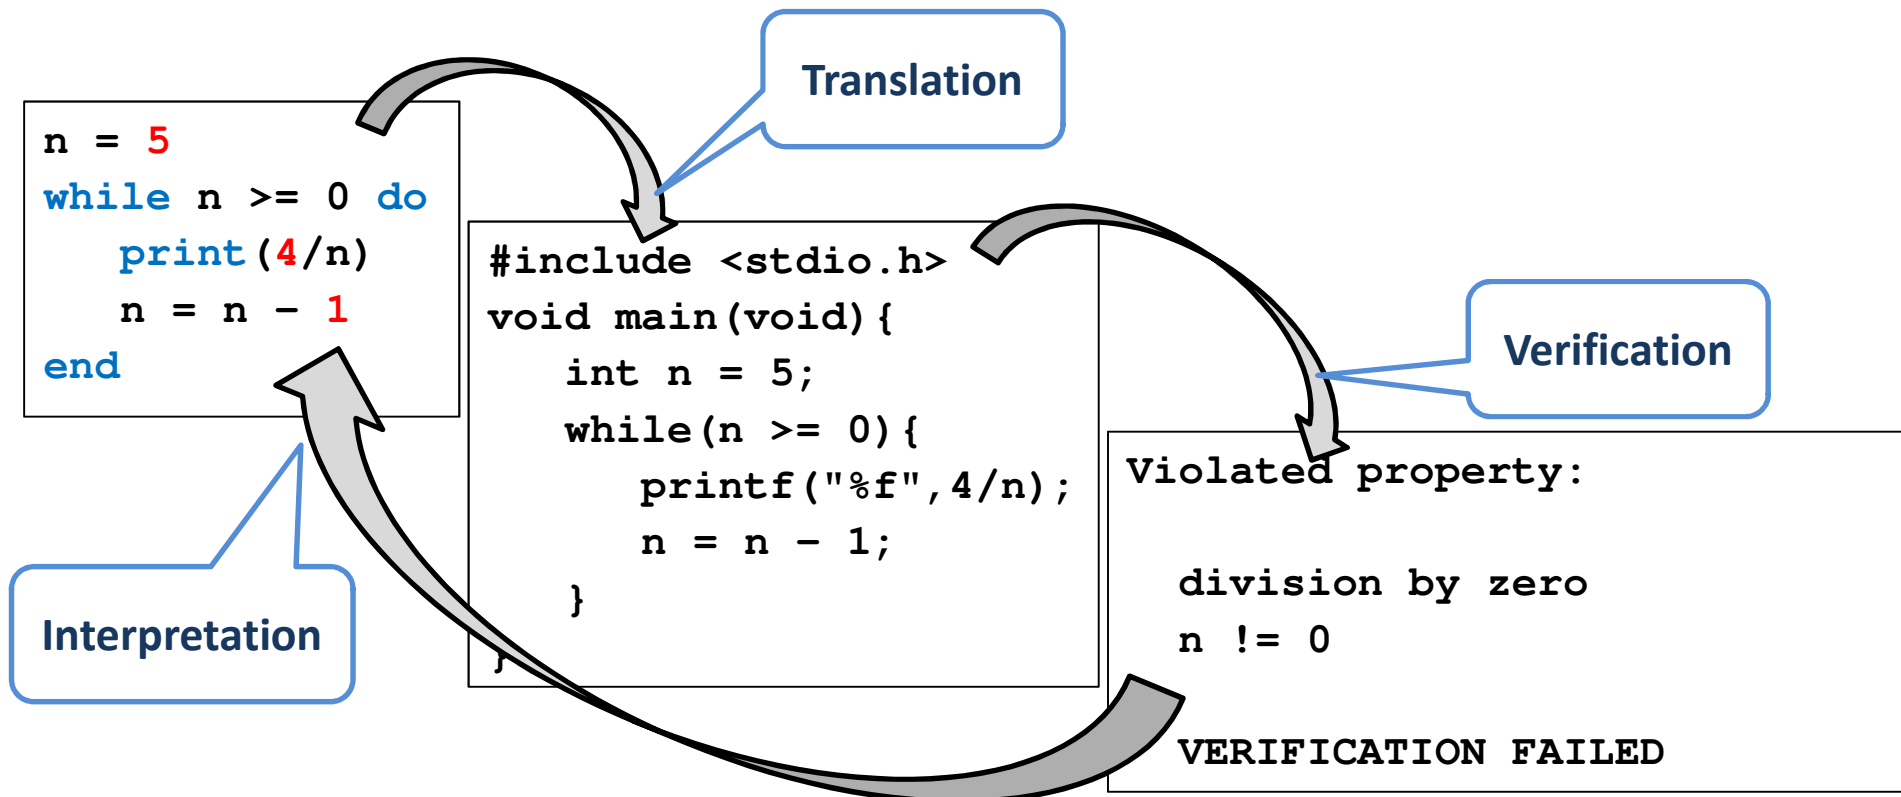 Translation
n = 5
while n >= 0 do
print(4/n)
n = n – 1
end
#include <stdio.h>
void main(void){
int n = 5;
while(n >= 0){
printf("%f",4/n);
n = n – 1;
}
}
Verification
Violated property:
division by zero
n != 0
VERIFICATION FAILED
Interpretation